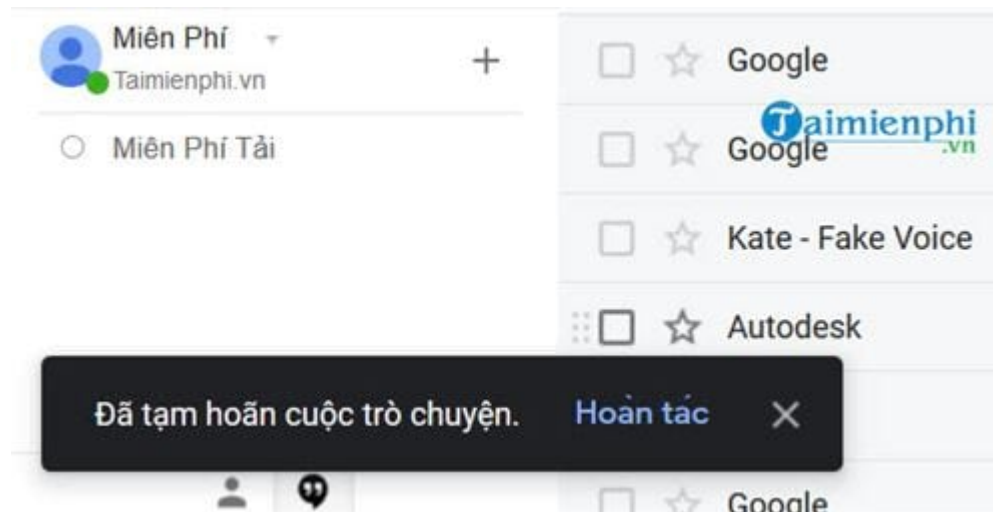 Miên Phí
Taimienphi.vn
Miên Phí Tải
Google
Taimienphi
.vn
Google
Kate - Fake Voice
Autodesk
Đã tạm hoãn cuộc trò chuyện. Hoàn tác
Google